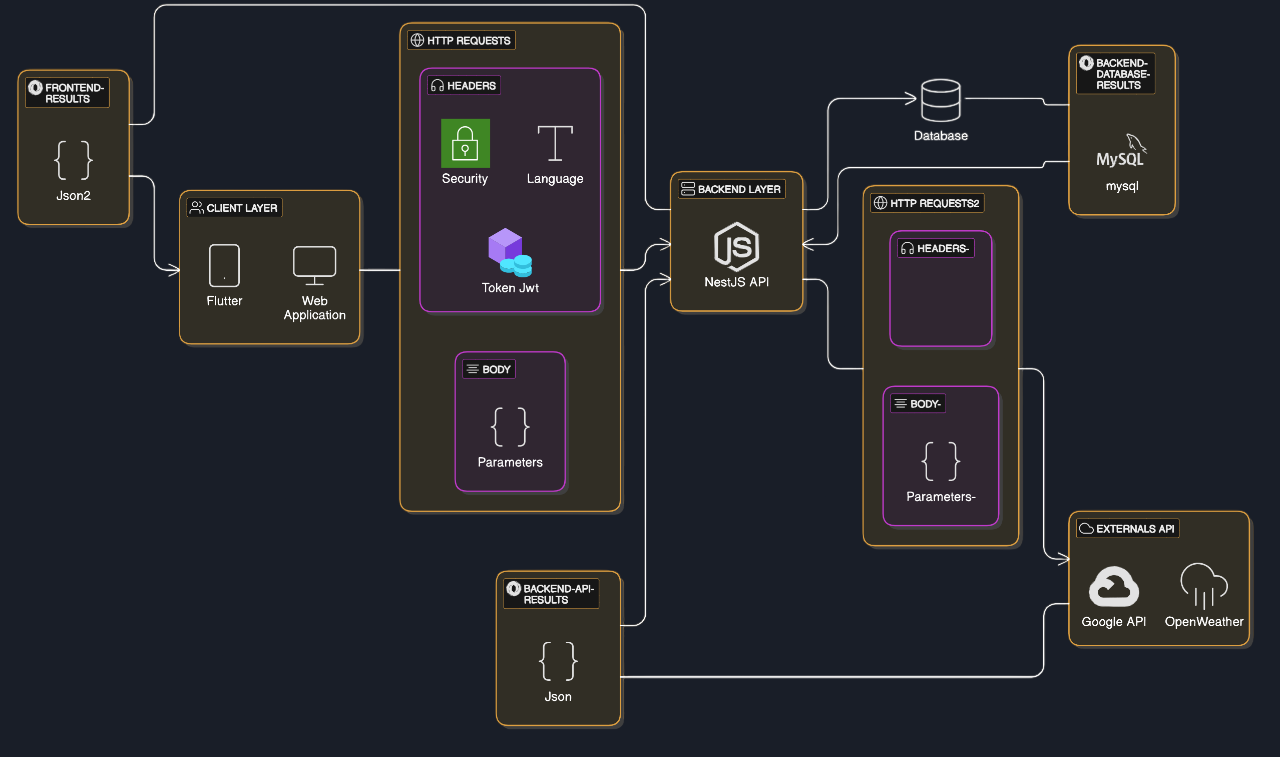 FRONTEND-
RESULTS
Json2
CLIENT LAYER
Flutter
Web
Application
HTTP REQUESTS
HEADERS
Security
Language
Token Jwt
BODY
Parameters
BACKEND LAYER
JS
NestJS API
Database
BACKEND-
DATABASE-
RESULTS
MySQL
mysql
HTTP REQUESTS2
HEADERS-
BODY-
Parameters-
EXTERNALS API
Google API
OpenWeather
BACKEND-API-
RESULTS
Json